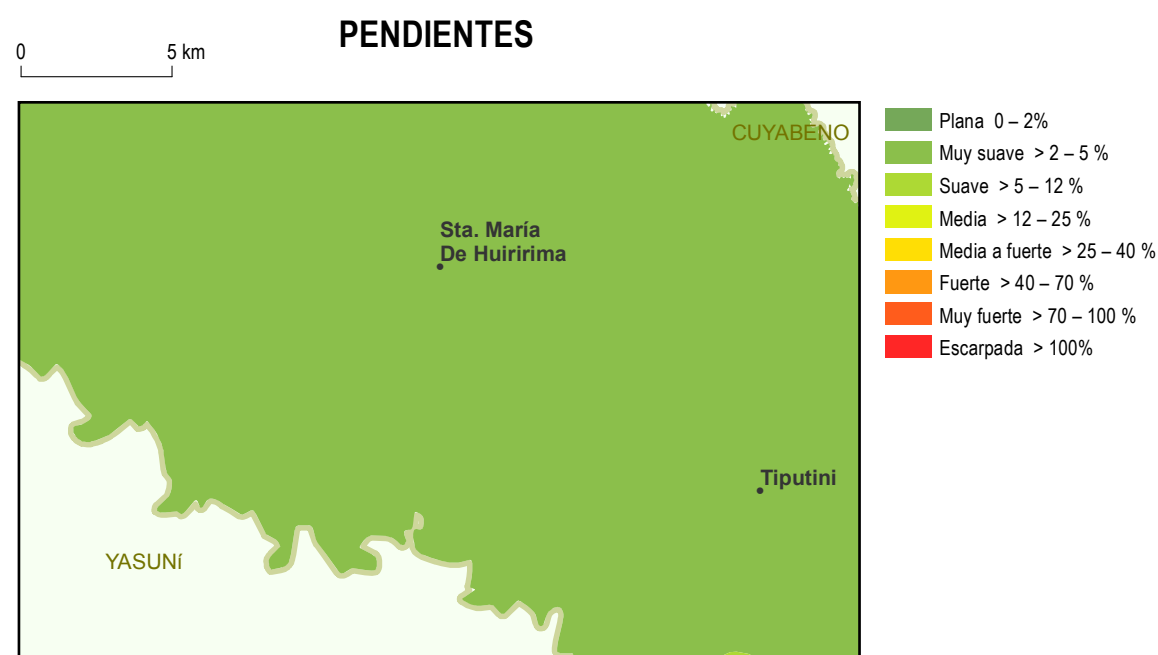 PENDIENTES
0 5 km
CUYABENO
Sta. María
De Huiririma
Tiputini
YASUNí
Plana 0 – 2%
Muy suave > 2 – 5 %
Suave > 5 – 12 %
Media > 12 – 25 %
Media a fuerte > 25 – 40 %
Fuerte > 40 – 70 %
Muy fuerte > 70 – 100 %
Escarpada > 100%